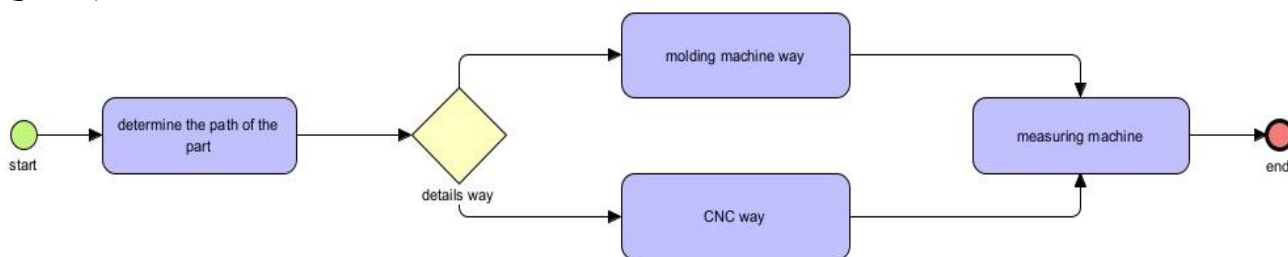 molding machine way
determine the path of the
part
measuring machine
start
end
details way
CNC way